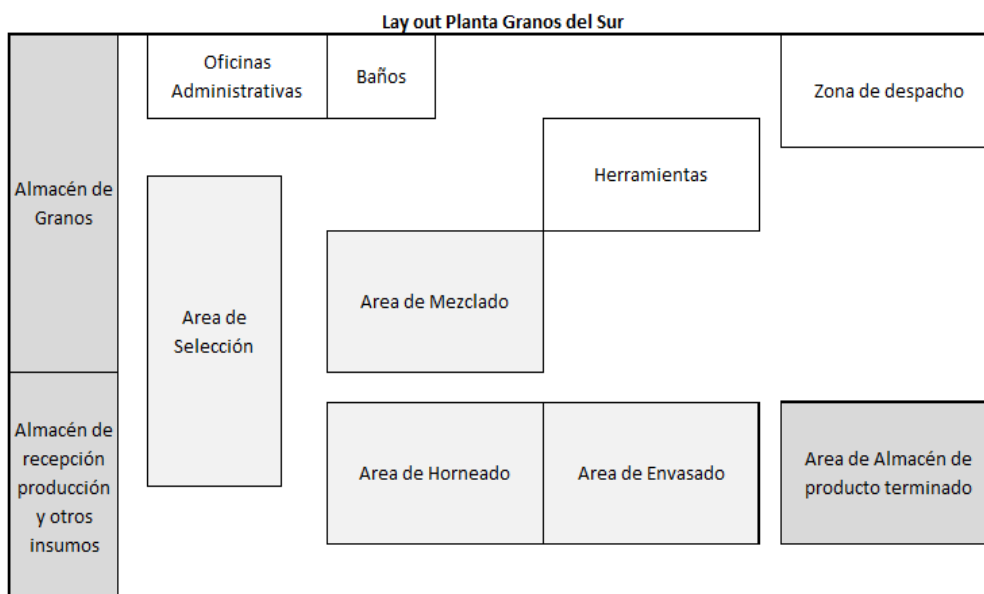 Lay out Planta Granos del Sur
Oficinas
Administrativas
Baños
Zona de despacho
Herramientas
Almacén de
Granos
Area de Mezclado
Area de
Selección
Almacén de
recepción
producción
y otros
insumos
Area de Horneado
Area de Envasado
Area de Almacén de
producto terminado